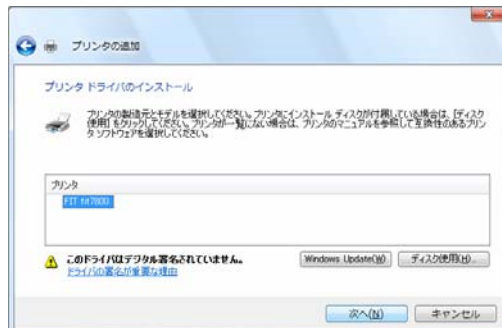 プリンタの追加
プリンタ ドライバのインストール
プリンタの製造元とモデルを選択してください。プリンタにインストール ディスクが付属している場合は、[ディスク
使用] をクリックしてください。プリンタが一覧にない場合は、プリンタのマニュアルを参照して互換性のあるプリン
タ ソフトウェアを選択してください。
プリンタ
FIT fit7800
このドライバはデジタル署名されていません。
Windows Update(W)
ディスク使用(H)...
ドライバの署名が重要な理由
次へ(N)
キャンセル